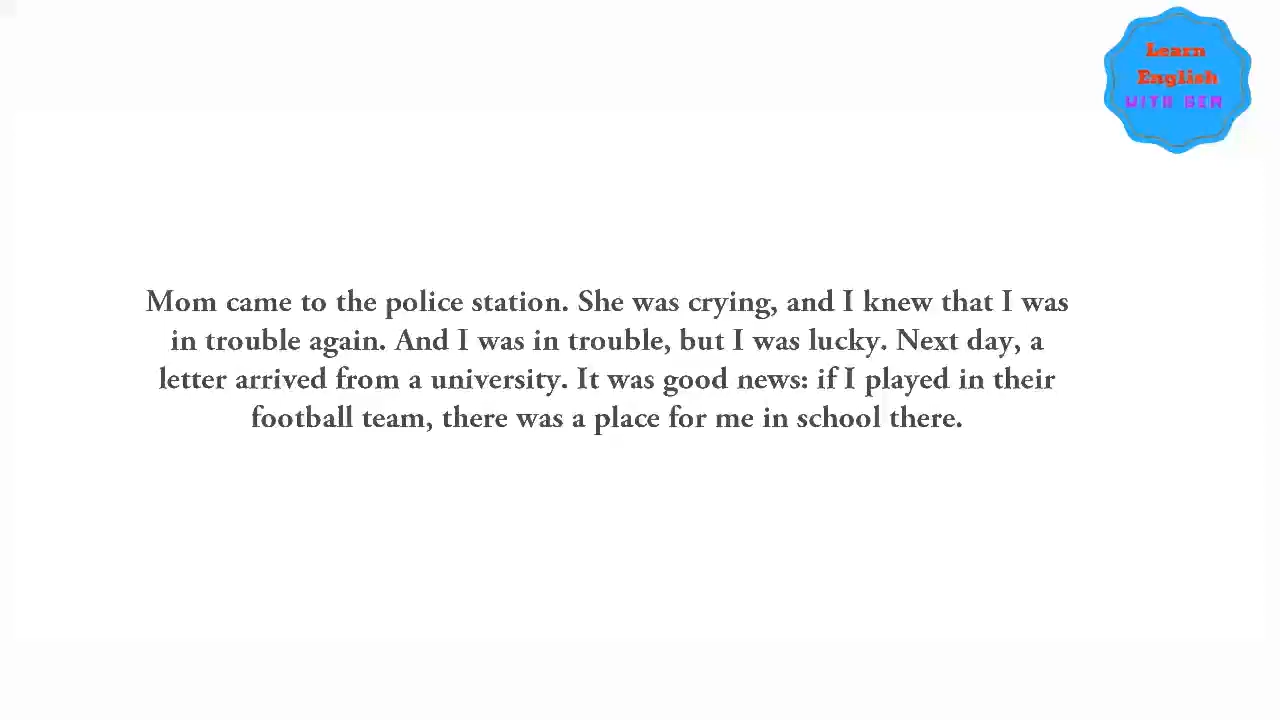 Learn
English
WITH GER
Mom came to the police station. She was crying, and I knew that I was
in trouble again. And I was in trouble, but I was lucky. Next day, a
letter arrived from a university. It was good news: if I played in their
football team, there was a place for me in school there.